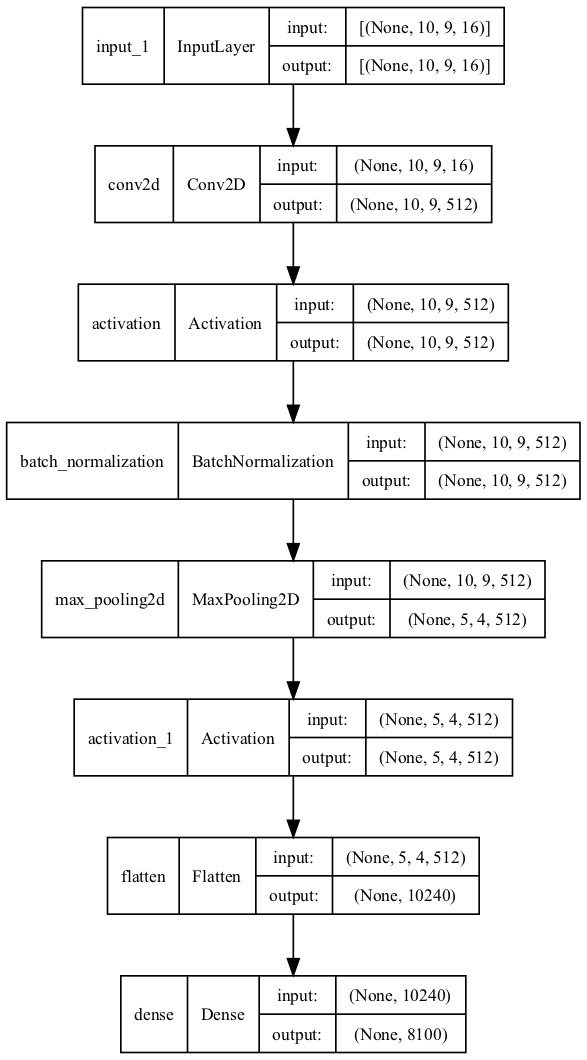 input_1 InputLayer input: [(None, 10, 9, 16)]
output: [(None, 10, 9, 16)]
conv2d Conv2D input: (None, 10, 9, 16)
output: (None, 10, 9, 512)
activation Activation input: (None, 10, 9, 512)
output: (None, 10, 9, 512)
batch_normalization BatchNormalization input: (None, 10, 9, 512)
output: (None, 10, 9, 512)
max_pooling2d MaxPooling2D input: (None, 10, 9, 512)
output: (None, 5, 4, 512)
activation_1 Activation input: (None, 5, 4, 512)
output: (None, 5, 4, 512)
flatten Flatten input: (None, 5, 4, 512)
output: (None, 10240)
dense Dense input: (None, 10240)
output: (None, 8100)